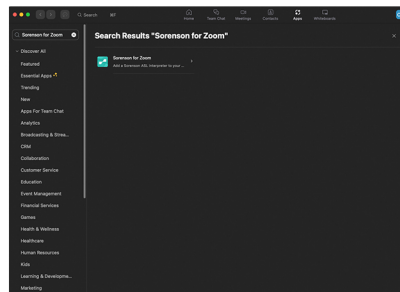 Search
⌘F
Home
Team Chat
Meetings
Contacts
Apps
Whiteboards
Sorenson for Zoom
Search Results "Sorenson for Zoom"
Discover All
Sorenson for Zoom
Add a Sorenson ASL interpreter to your ...
Featured
Essential Apps
Trending
New
Apps For Team Chat
Analytics
Broadcasting & Strea...
CRM
Collaboration
Customer Service
Education
Event Management
Financial Services
Games
Health & Wellness
Healthcare
Human Resources
Kids
Learning & Developme...
Marketing